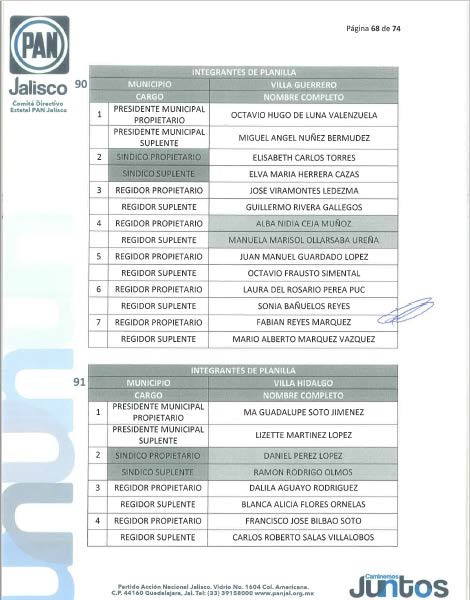 Página 68 de 74
PAN
Jalisco
Comité Directivo
Estatal PAN Jalisco
90
INTEGRANTES DE PLANILLA
MUNICIPIO VILLA GUERRERO
CARGO NOMBRE COMPLETO
1 PRESIDENTE MUNICIPAL PROPIETARIO OCTAVIO HUGO DE LUNA VALENZUELA
PRESIDENTE MUNICIPAL SUPLENTE MIGUEL ANGEL NUÑEZ BERMUDEZ
2 SINDICO PROPIETARIO ELISABETH CARLOS TORRES
SINDICO SUPLENTE ELVA MARIA HERRERA CAZAS
3 REGIDOR PROPIETARIO JOSE VIRAMONTES LEDEZMA
REGIDOR SUPLENTE GUILLERMO RIVERA GALLEGOS
4 REGIDOR PROPIETARIO ALBA NIDIA CEJA MUÑOZ
REGIDOR SUPLENTE MANUELA MARISOL OLLARSABA UREÑA
5 REGIDOR PROPIETARIO JUAN MANUEL GUARDADO LOPEZ
REGIDOR SUPLENTE OCTAVIO FRAUSTO SIMENTAL
6 REGIDOR PROPIETARIO LAURA DEL ROSARIO PEREA PUC
REGIDOR SUPLENTE SONIA BAÑUELOS REYES
7 REGIDOR PROPIETARIO FABIAN REYES MARQUEZ
REGIDOR SUPLENTE MARIO ALBERTO MARQUEZ VAZQUEZ
91
INTEGRANTES DE PLANILLA
MUNICIPIO VILLA HIDALGO
CARGO NOMBRE COMPLETO
1 PRESIDENTE MUNICIPAL PROPIETARIO MA GUADALUPE SOTO JIMENEZ
PRESIDENTE MUNICIPAL SUPLENTE LIZETTE MARTINEZ LOPEZ
2 SINDICO PROPIETARIO DANIEL PEREZ LOPEZ
SINDICO SUPLENTE RAMON RODRIGO OLMOS
3 REGIDOR PROPIETARIO DALILA AGUAYO RODRIGUEZ
REGIDOR SUPLENTE BLANCA ALICIA FLORES ORNELAS
4 REGIDOR PROPIETARIO FRANCISCO JOSE BILBAO SOTO
REGIDOR SUPLENTE CARLOS ROBERTO SALAS VILLALOBOS
Partido Acción Nacional Jalisco. Vidrio No. 1604 Col. Americana.
C.P. 44160 Guadalajara, Jal. Tel: (33) 39158000 www.panjal.org.mx
Caminemos
Juntos